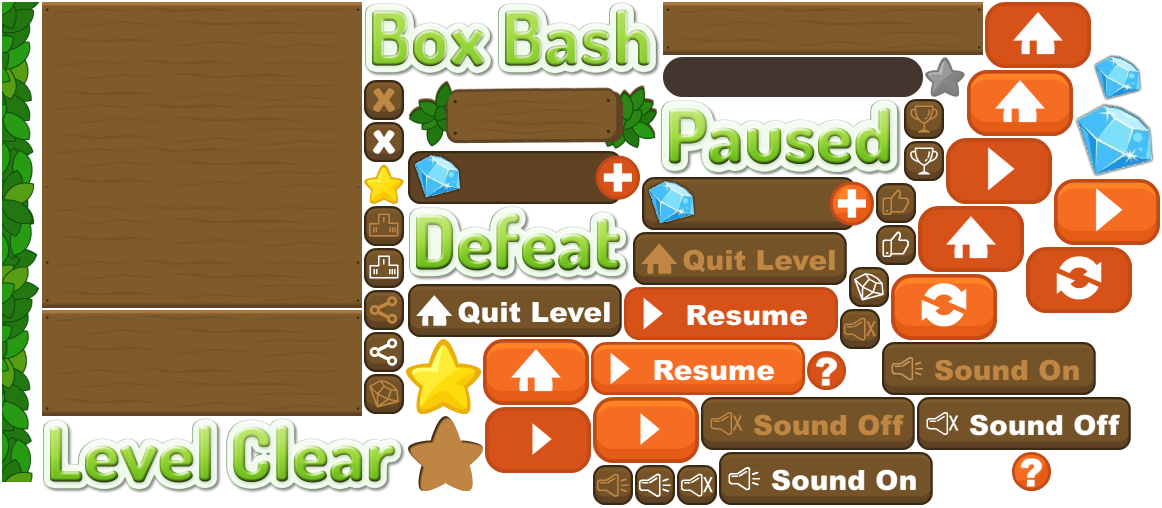 Box Bash
Paused
Defeat
Quit Level
Quit Level
Resume
Resume
?
Sound On
Level Clear
Sound Off
Sound Off
Sound On
?